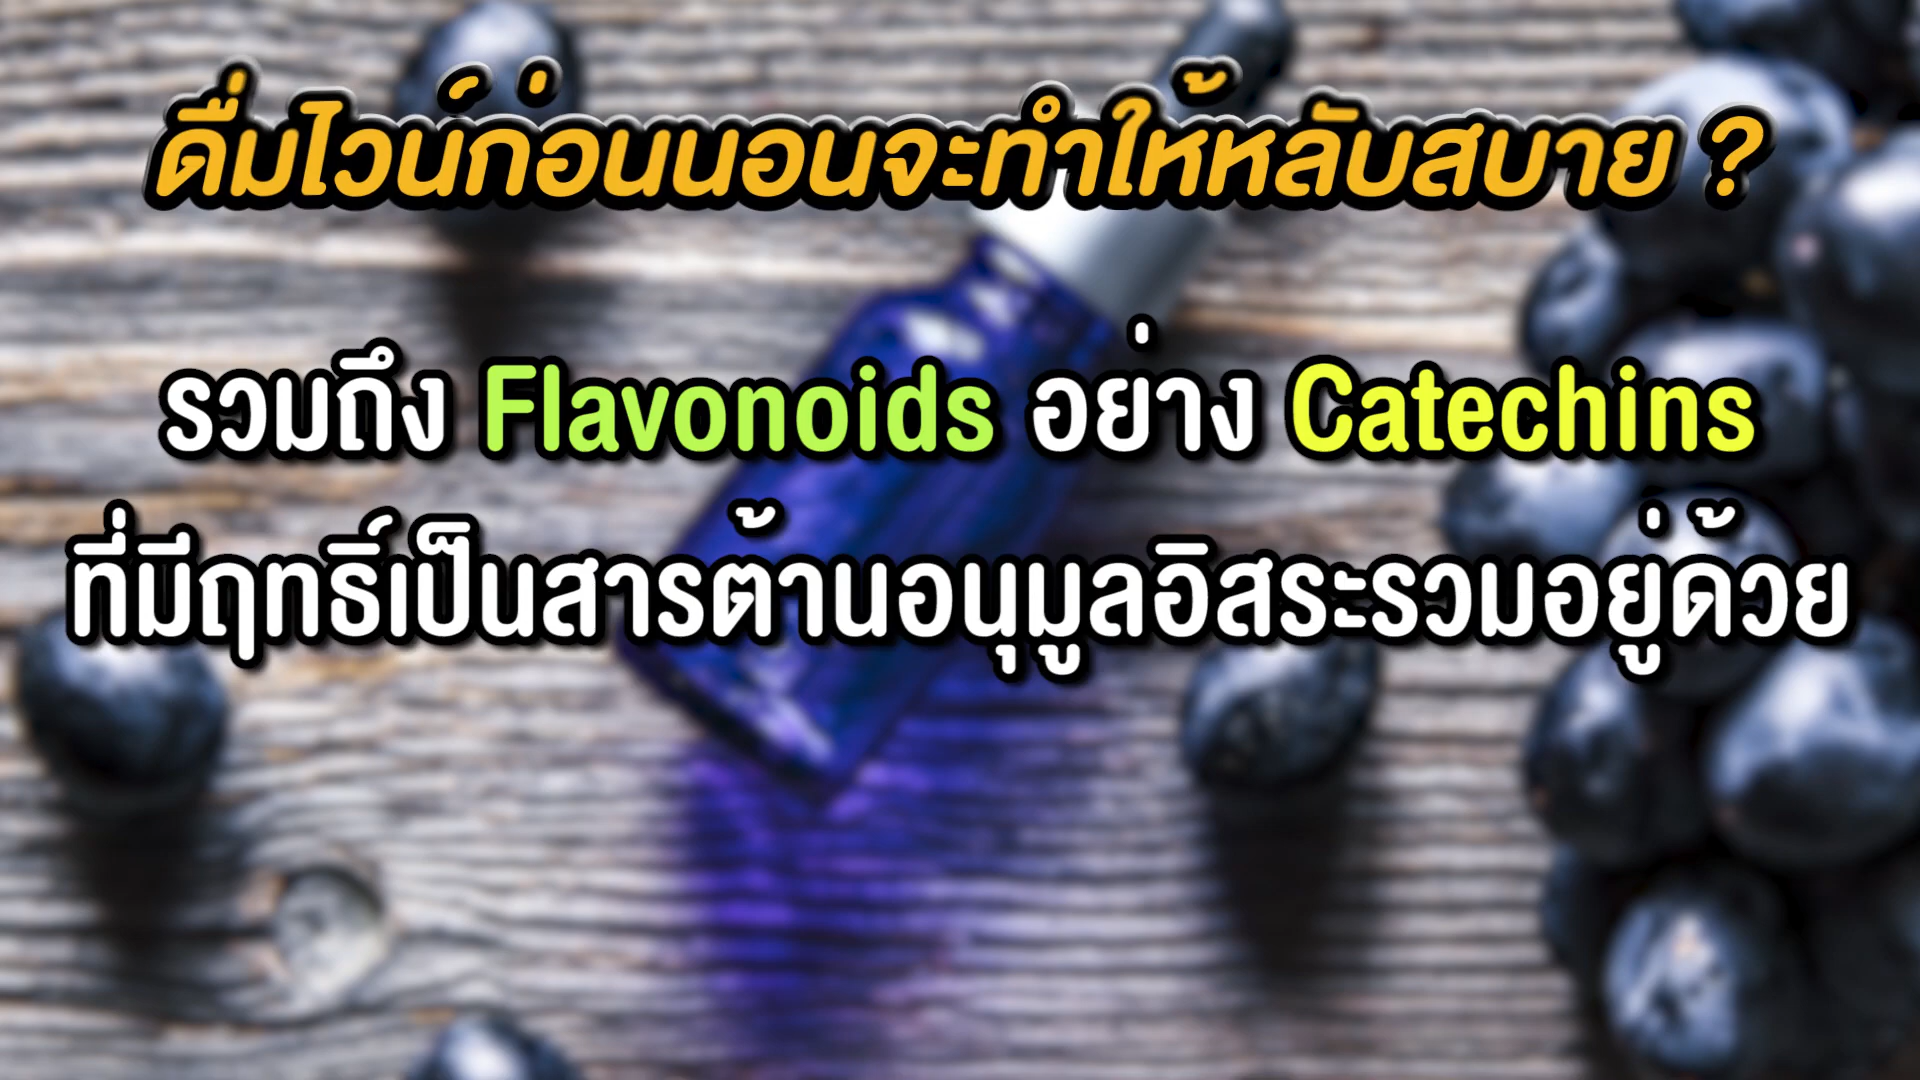 ดื่มไวน์ก่อนนอนจะทำให้หลับสบาย ?
รวมถึง Flavonoids อย่าง Catechins
ที่มีฤทธิ์เป็นสารต้านอนุมูลอิสระรวมอยู่ด้วย